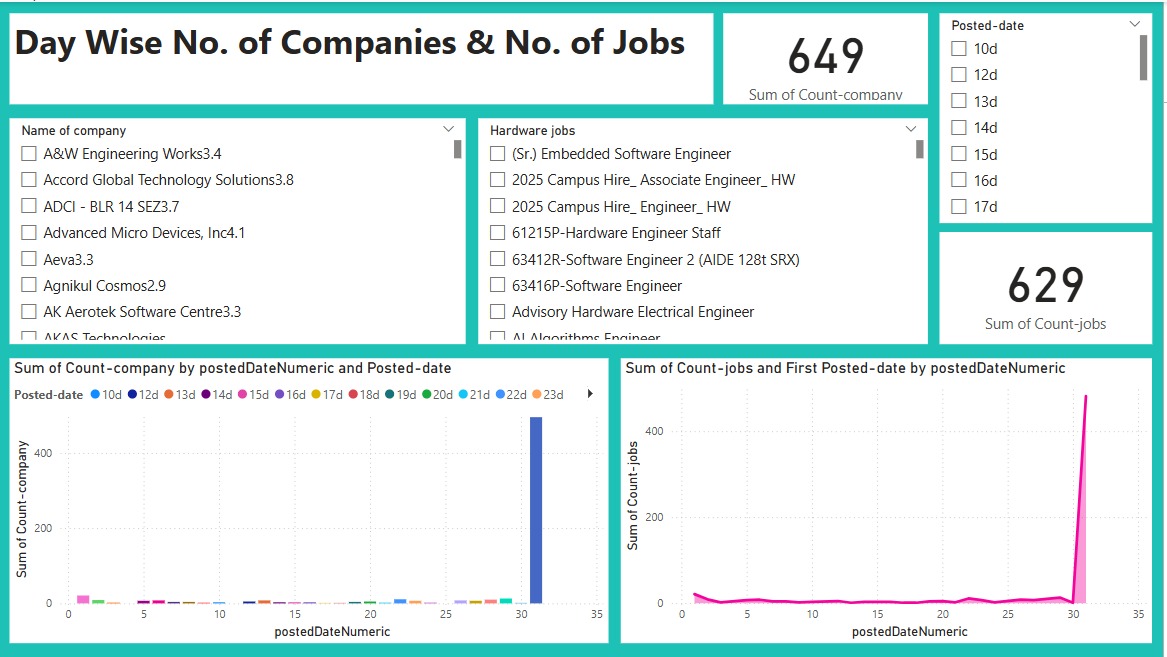 Day Wise No. of Companies & No. of Jobs
649
Sum of Count-company
Posted-date
10d
12d
13d
14d
15d
16d
17d
Name of company
A&W Engineering Works3.4
Accord Global Technology Solutions3.8
ADCI - BLR 14 SEZ3.7
Advanced Micro Devices, Inc4.1
Aeva3.3
Agnikul Cosmos2.9
AK Aerotek Software Centre3.3
AKAS Technologies
Hardware jobs
(Sr.) Embedded Software Engineer
2025 Campus Hire_ Associate Engineer_ HW
2025 Campus Hire_ Engineer_ HW
61215P-Hardware Engineer Staff
63412R-Software Engineer 2 (AIDE 128t SRX)
63416P-Software Engineer
Advisory Hardware Electrical Engineer
AI Algorithms Engineer
629
Sum of Count-jobs
Sum of Count-company by postedDateNumeric and Posted-date
Posted-date 10d 12d 13d 14d 15d 16d 17d 18d 19d 20d 21d 22d 23d
Sum of Count-company
400
200
0
0 5 10 15 20 25 30 35
postedDateNumeric
Sum of Count-jobs and First Posted-date by postedDateNumeric
Sum of Count-jobs
400
200
0
0 5 10 15 20 25 30 35
postedDateNumeric